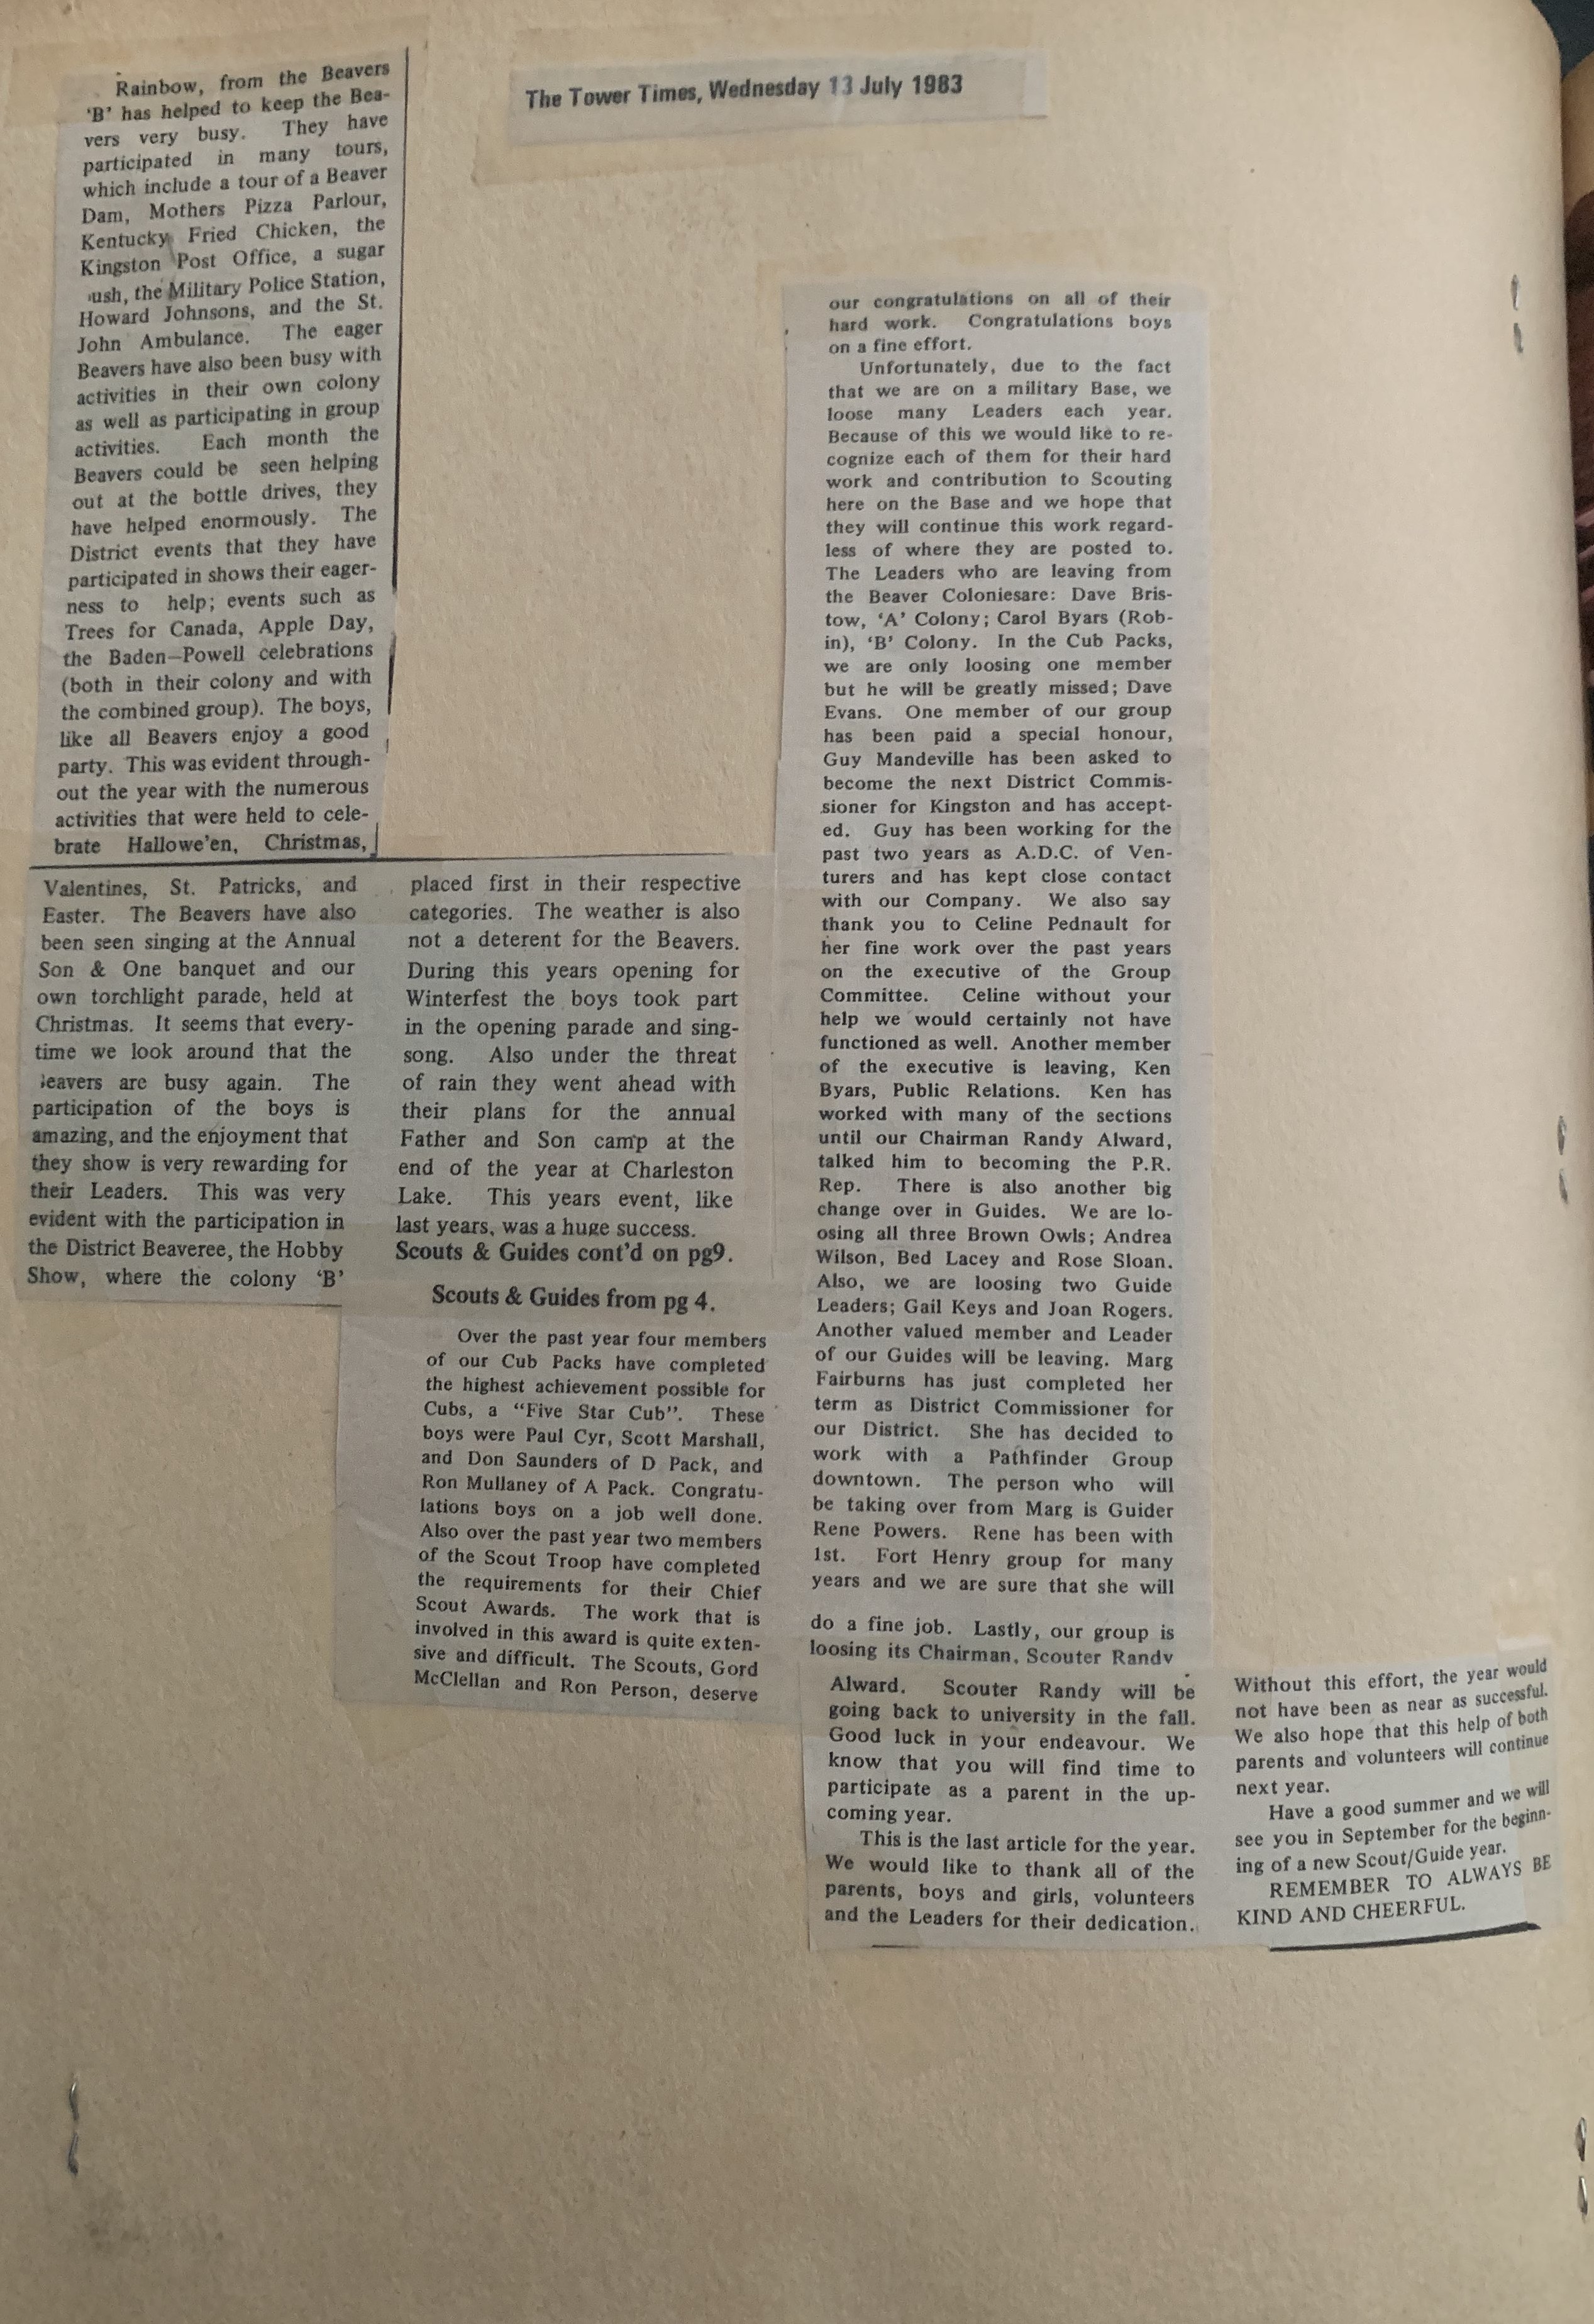 The Tower Times, Wednesday 13 July 1983
Rainbow, from the Beavers
'B' has helped to keep the Bea-
vers very busy. They have
participated in many tours,
which include a tour of a Beaver
Dam, Mothers Pizza Parlour,
Kentucky Fried Chicken, the
Kingston Post Office, a sugar
ush, the Military Police Station,
Howard Johnsons, and the St.
John Ambulance. The eager
Beavers have also been busy with
activities in their own colony
as well as participating in group
activities. Each month the
Beavers could be seen helping
out at the bottle drives, they
have helped enormously. The
District events that they have
participated in shows their eager-
ness to help; events such as
Trees for Canada, Apple Day,
the Baden—Powell celebrations
(both in their colony and with
the combined group). The boys,
like all Beavers enjoy a good
party. This was evident through-
out the year with the numerous
activities that were held to cele-
brate Hallowe'en, Christmas,
Valentines, St. Patricks, and
Easter. The Beavers have also
been seen singing at the Annual
Son & One banquet and our
own torchlight parade, held at
Christmas. It seems that every-
time we look around that the
eavers are busy again. The
participation of the boys is
amazing, and the enjoyment that
they show is very rewarding for
their Leaders. This was very
evident with the participation in
the District Beaveree, the Hobby
Show, where the colony 'B'
placed first in their respective
categories. The weather is also
not a deterent for the Beavers.
During this years opening for
Winterfest the boys took part
in the opening parade and sing-
song. Also under the threat
of rain they went ahead with
their plans for the annual
Father and Son camp at the
end of the year at Charleston
Lake. This years event, like
last years, was a huge success.
Scouts & Guides cont'd on pg9.
Scouts & Guides from pg 4.
Over the past year four members
of our Cub Packs have completed
the highest achievement possible for
Cubs, a "Five Star Cub". These
boys were Paul Cyr, Scott Marshall,
and Don Saunders of D Pack, and
Ron Mullaney of A Pack. Congratu-
lations boys on a job well done.
Also over the past year two members
of the Scout Troop have completed
the requirements for their Chief
Scout Awards. The work that is
involved in this award is quite exten-
sive and difficult. The Scouts, Gord
McClellan and Ron Person, deserve
our congratulations on all of their
hard work. Congratulations boys
on a fine effort.
Unfortunately, due to the fact
that we are on a military Base, we
loose many Leaders each year.
Because of this we would like to re-
cognize each of them for their hard
work and contribution to Scouting
here on the Base and we hope that
they will continue this work regard-
less of where they are posted to.
The Leaders who are leaving from
the Beaver Coloniesare: Dave Bris-
tow, 'A' Colony; Carol Byars (Rob-
in), 'B' Colony. In the Cub Packs,
we are only loosing one member
but he will be greatly missed; Dave
Evans. One member of our group
has been paid a special honour,
Guy Mandeville has been asked to
become the next District Commis-
sioner for Kingston and has accept-
ed. Guy has been working for the
past two years as A.D.C. of Ven-
turers and has kept close contact
with our Company. We also say
thank you to Celine Pednault for
her fine work over the past years
on the executive of the Group
Committee. Celine without your
help we would certainly not have
functioned as well. Another member
of the executive is leaving, Ken
Byars, Public Relations. Ken has
worked with many of the sections
until our Chairman Randy Alward,
talked him to becoming the P.R.
Rep. There is also another big
change over in Guides. We are lo-
osing all three Brown Owls; Andrea
Wilson, Bed Lacey and Rose Sloan.
Also, we are loosing two Guide
Leaders; Gail Keys and Joan Rogers.
Another valued member and Leader
of our Guides will be leaving. Marg
Fairburns has just completed her
term as District Commissioner for
our District. She has decided to
work with a Pathfinder Group
downtown. The person who will
be taking over from Marg is Guider
Rene Powers. Rene has been with
1st. Fort Henry group for many
years and we are sure that she will
do a fine job. Lastly, our group is
loosing its Chairman, Scouter Randy
Alward. Scouter Randy will be
going back to university in the fall.
Good luck in your endeavour. We
know that you will find time to
participate as a parent in the up-
coming year.
This is the last article for the year.
We would like to thank all of the
parents, boys and girls, volunteers
and the Leaders for their dedication.
Without this effort, the year would
not have been as near as successful.
We also hope that this help of both
parents and volunteers will continue
next year.
Have a good summer and we will
see you in September for the beginn-
ing of a new Scout/Guide year.
REMEMBER TO ALWAYS BE
KIND AND CHEERFUL.